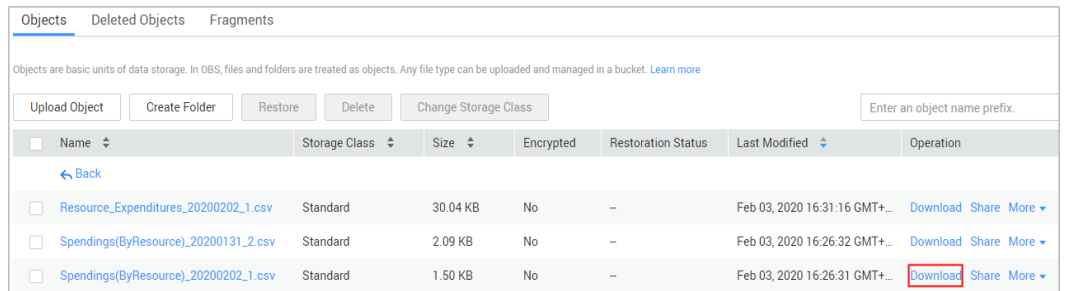 Objects Deleted Objects Fragments
Objects are basic units of data storage. In OBS, files and folders are treated as objects. Any file type can be uploaded and managed in a bucket. Learn more
Upload Object Create Folder Restore Delete Change Storage Class Enter an object name prefix.
Name Storage Class Size Encrypted Restoration Status Last Modified Operation
Back
Resource_Expenditures_20200202_1.csv Standard 30.04 KB No -- Feb 03, 2020 16:31:16 GMT+... Download Share More
Spendings(ByResource)_20200131_2.csv Standard 2.09 KB No -- Feb 03, 2020 16:26:32 GMT+... Download Share More
Spendings(ByResource)_20200202_1.csv Standard 1.50 KB No -- Feb 03, 2020 16:26:31 GMT+... Download Share More